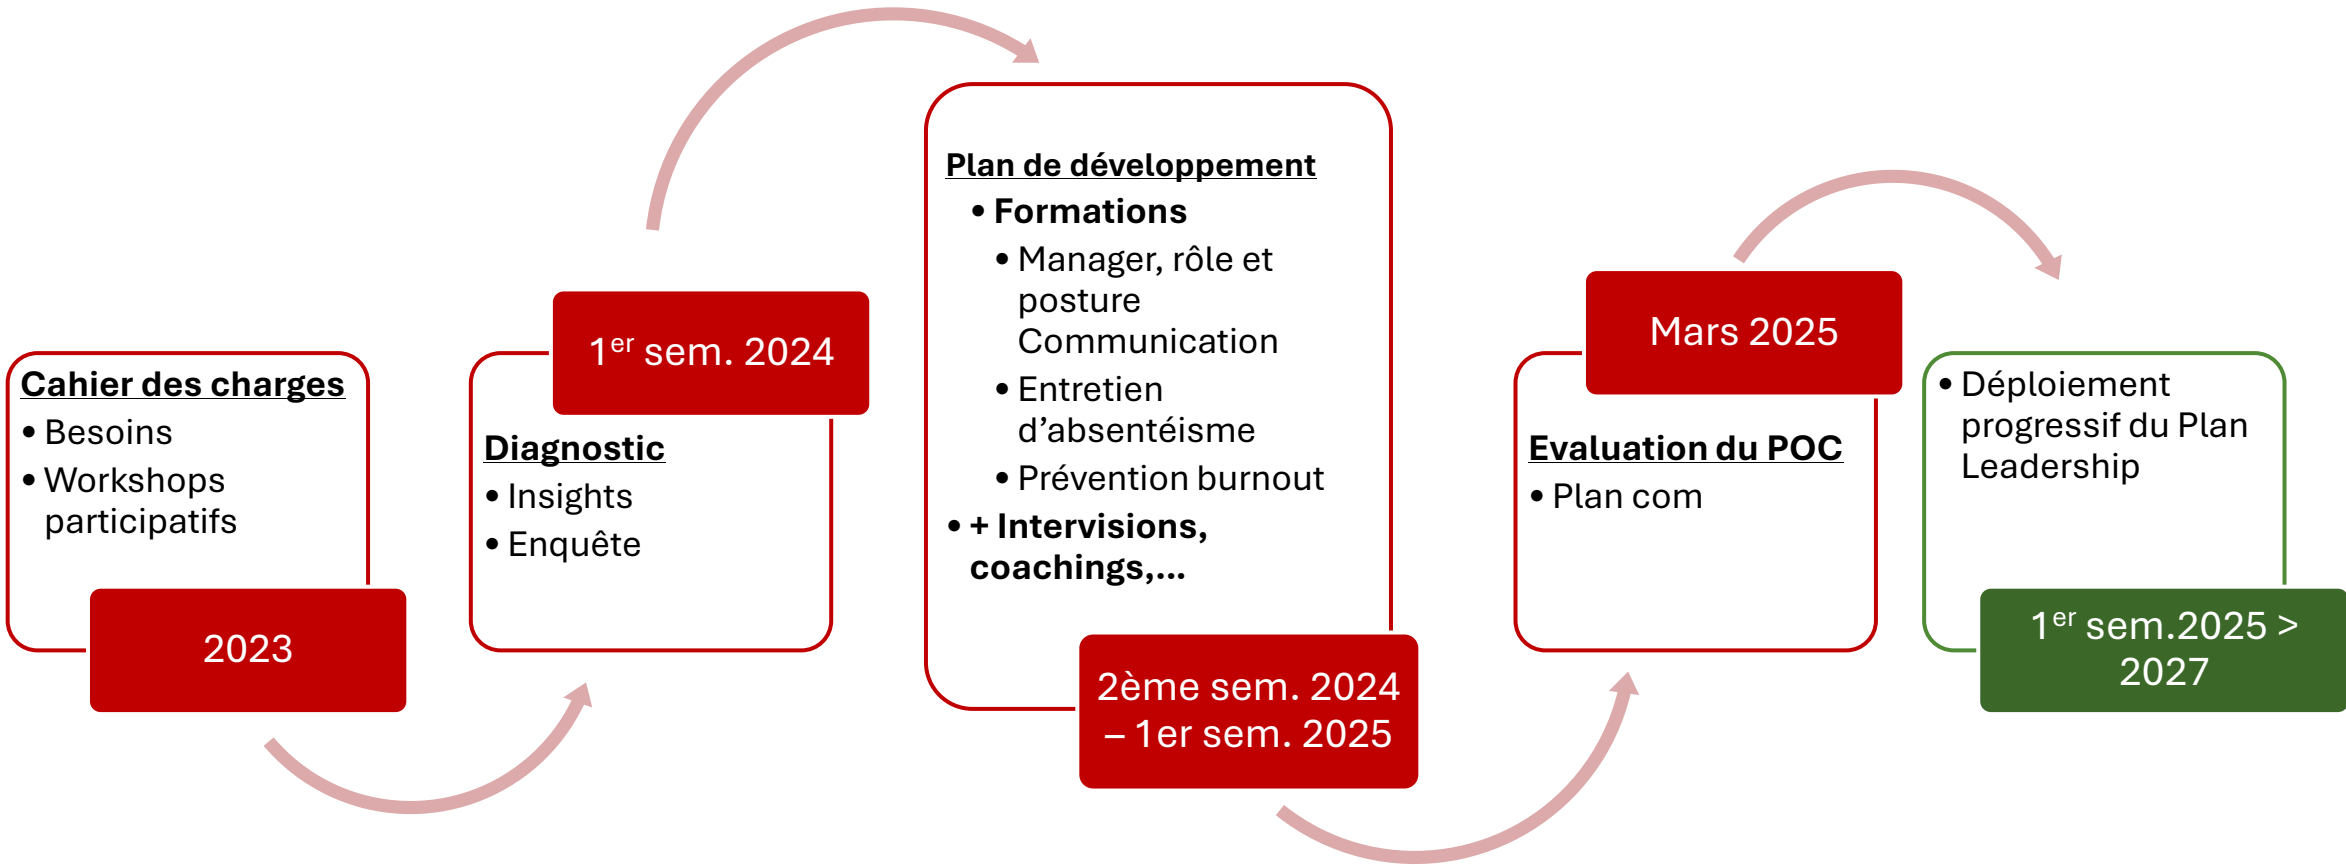 Cahier des charges
• Besoins
• Workshops
participatifs
2023
1er sem. 2024
Diagnostic
• Insights
• Enquête
Plan de développement
• Formations
• Manager, rôle et
posture
Communication
• Entretien
d’absentéisme
• Prévention burnout
• + Intervisions,
coachings,...
2ème sem. 2024
– 1er sem. 2025
Mars 2025
Evaluation du POC
• Plan com
• Déploiement
progressif du Plan
Leadership
1er sem.2025 >
2027